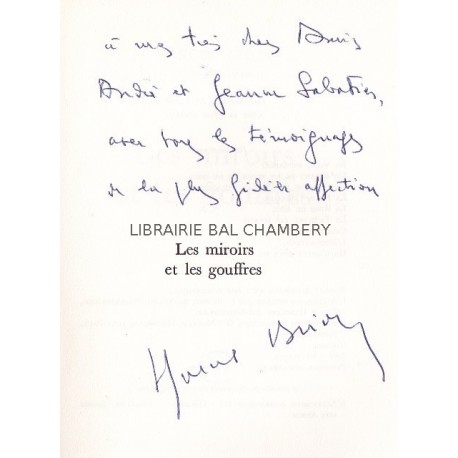 à mes très chers Amis
André et Jeanne Sabatier,
avec tous les témoignages
de la plus fidèle affection
LIBRAIRIE BAL CHAMBERY
Les miroirs
et les gouffres